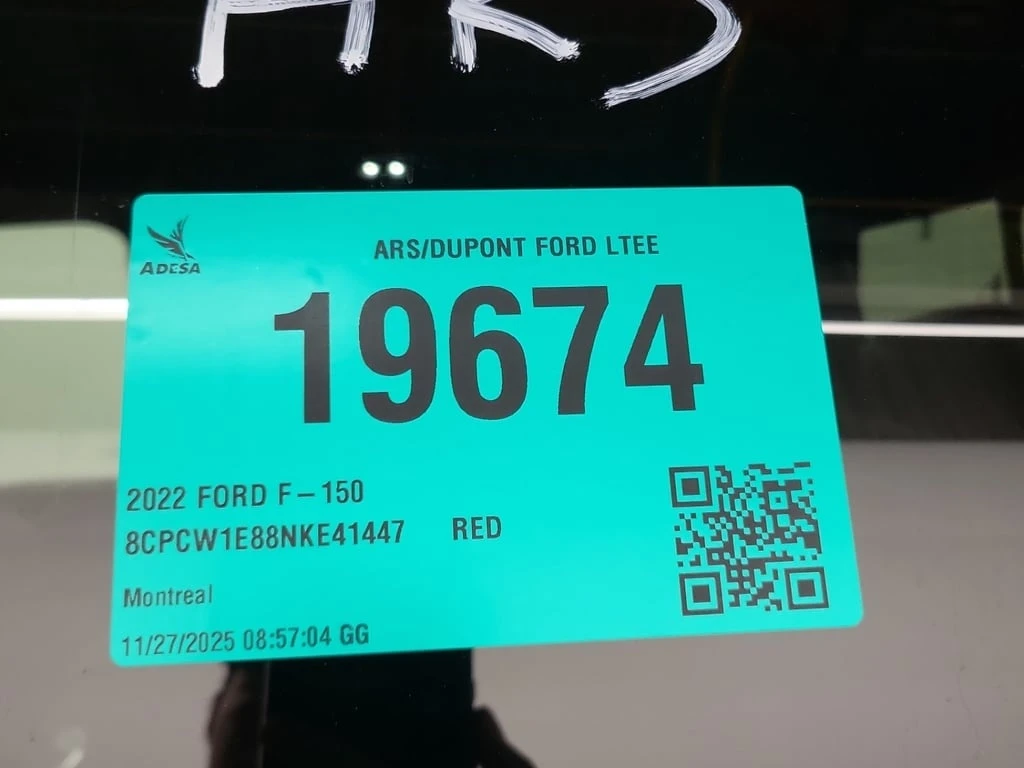 ARS
ADESA
ARS/DUPONT FORD LTEE
19674
2022 FORD F-150
8CPCW1E88NKE41447 RED
Montreal
11/27/2025 08:57:04 GG